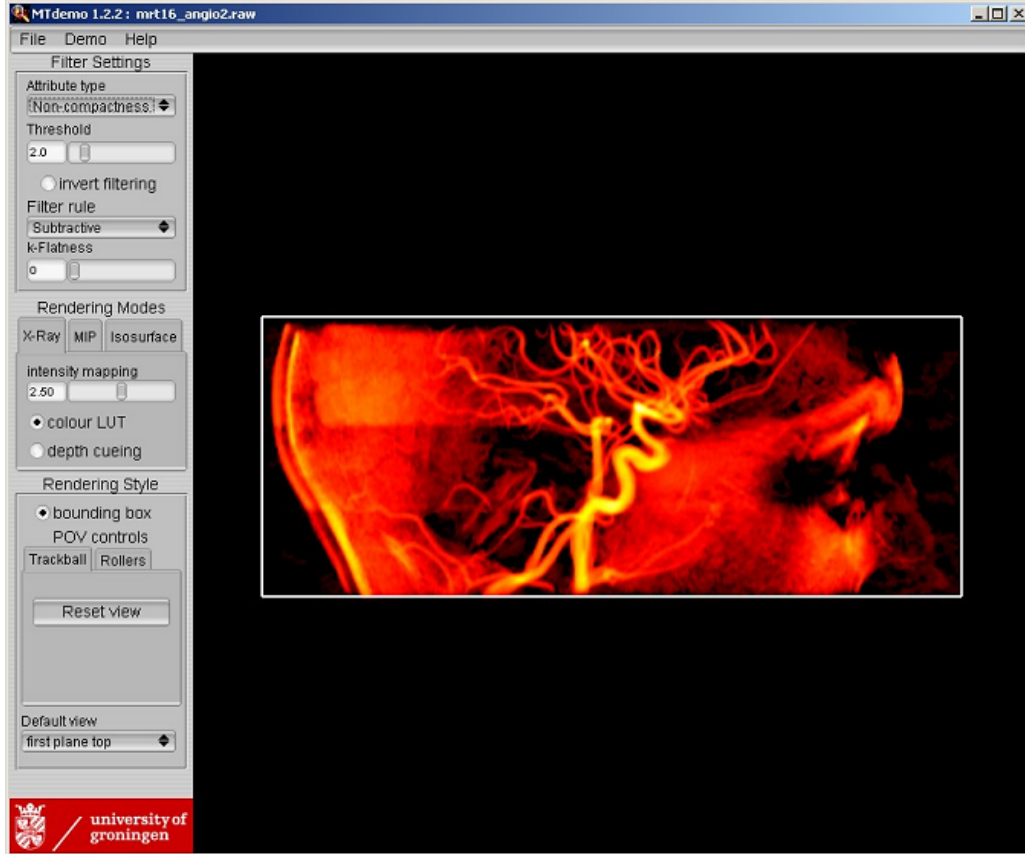 MTdemo 1.2.2 : mrt16_angio2.raw
File Demo Help
Filter Settings
Attribute type
Non-compactness
Threshold
2.0
invert filtering
Filter rule
Subtractive
k-Flatness
0
Rendering Modes
X-Ray MIP Isosurface
intensity mapping
2.50
colour LUT
depth cueing
Rendering Style
bounding box
POV controls
Trackball Rollers
Reset view
Default view
first plane top
university of
groningen